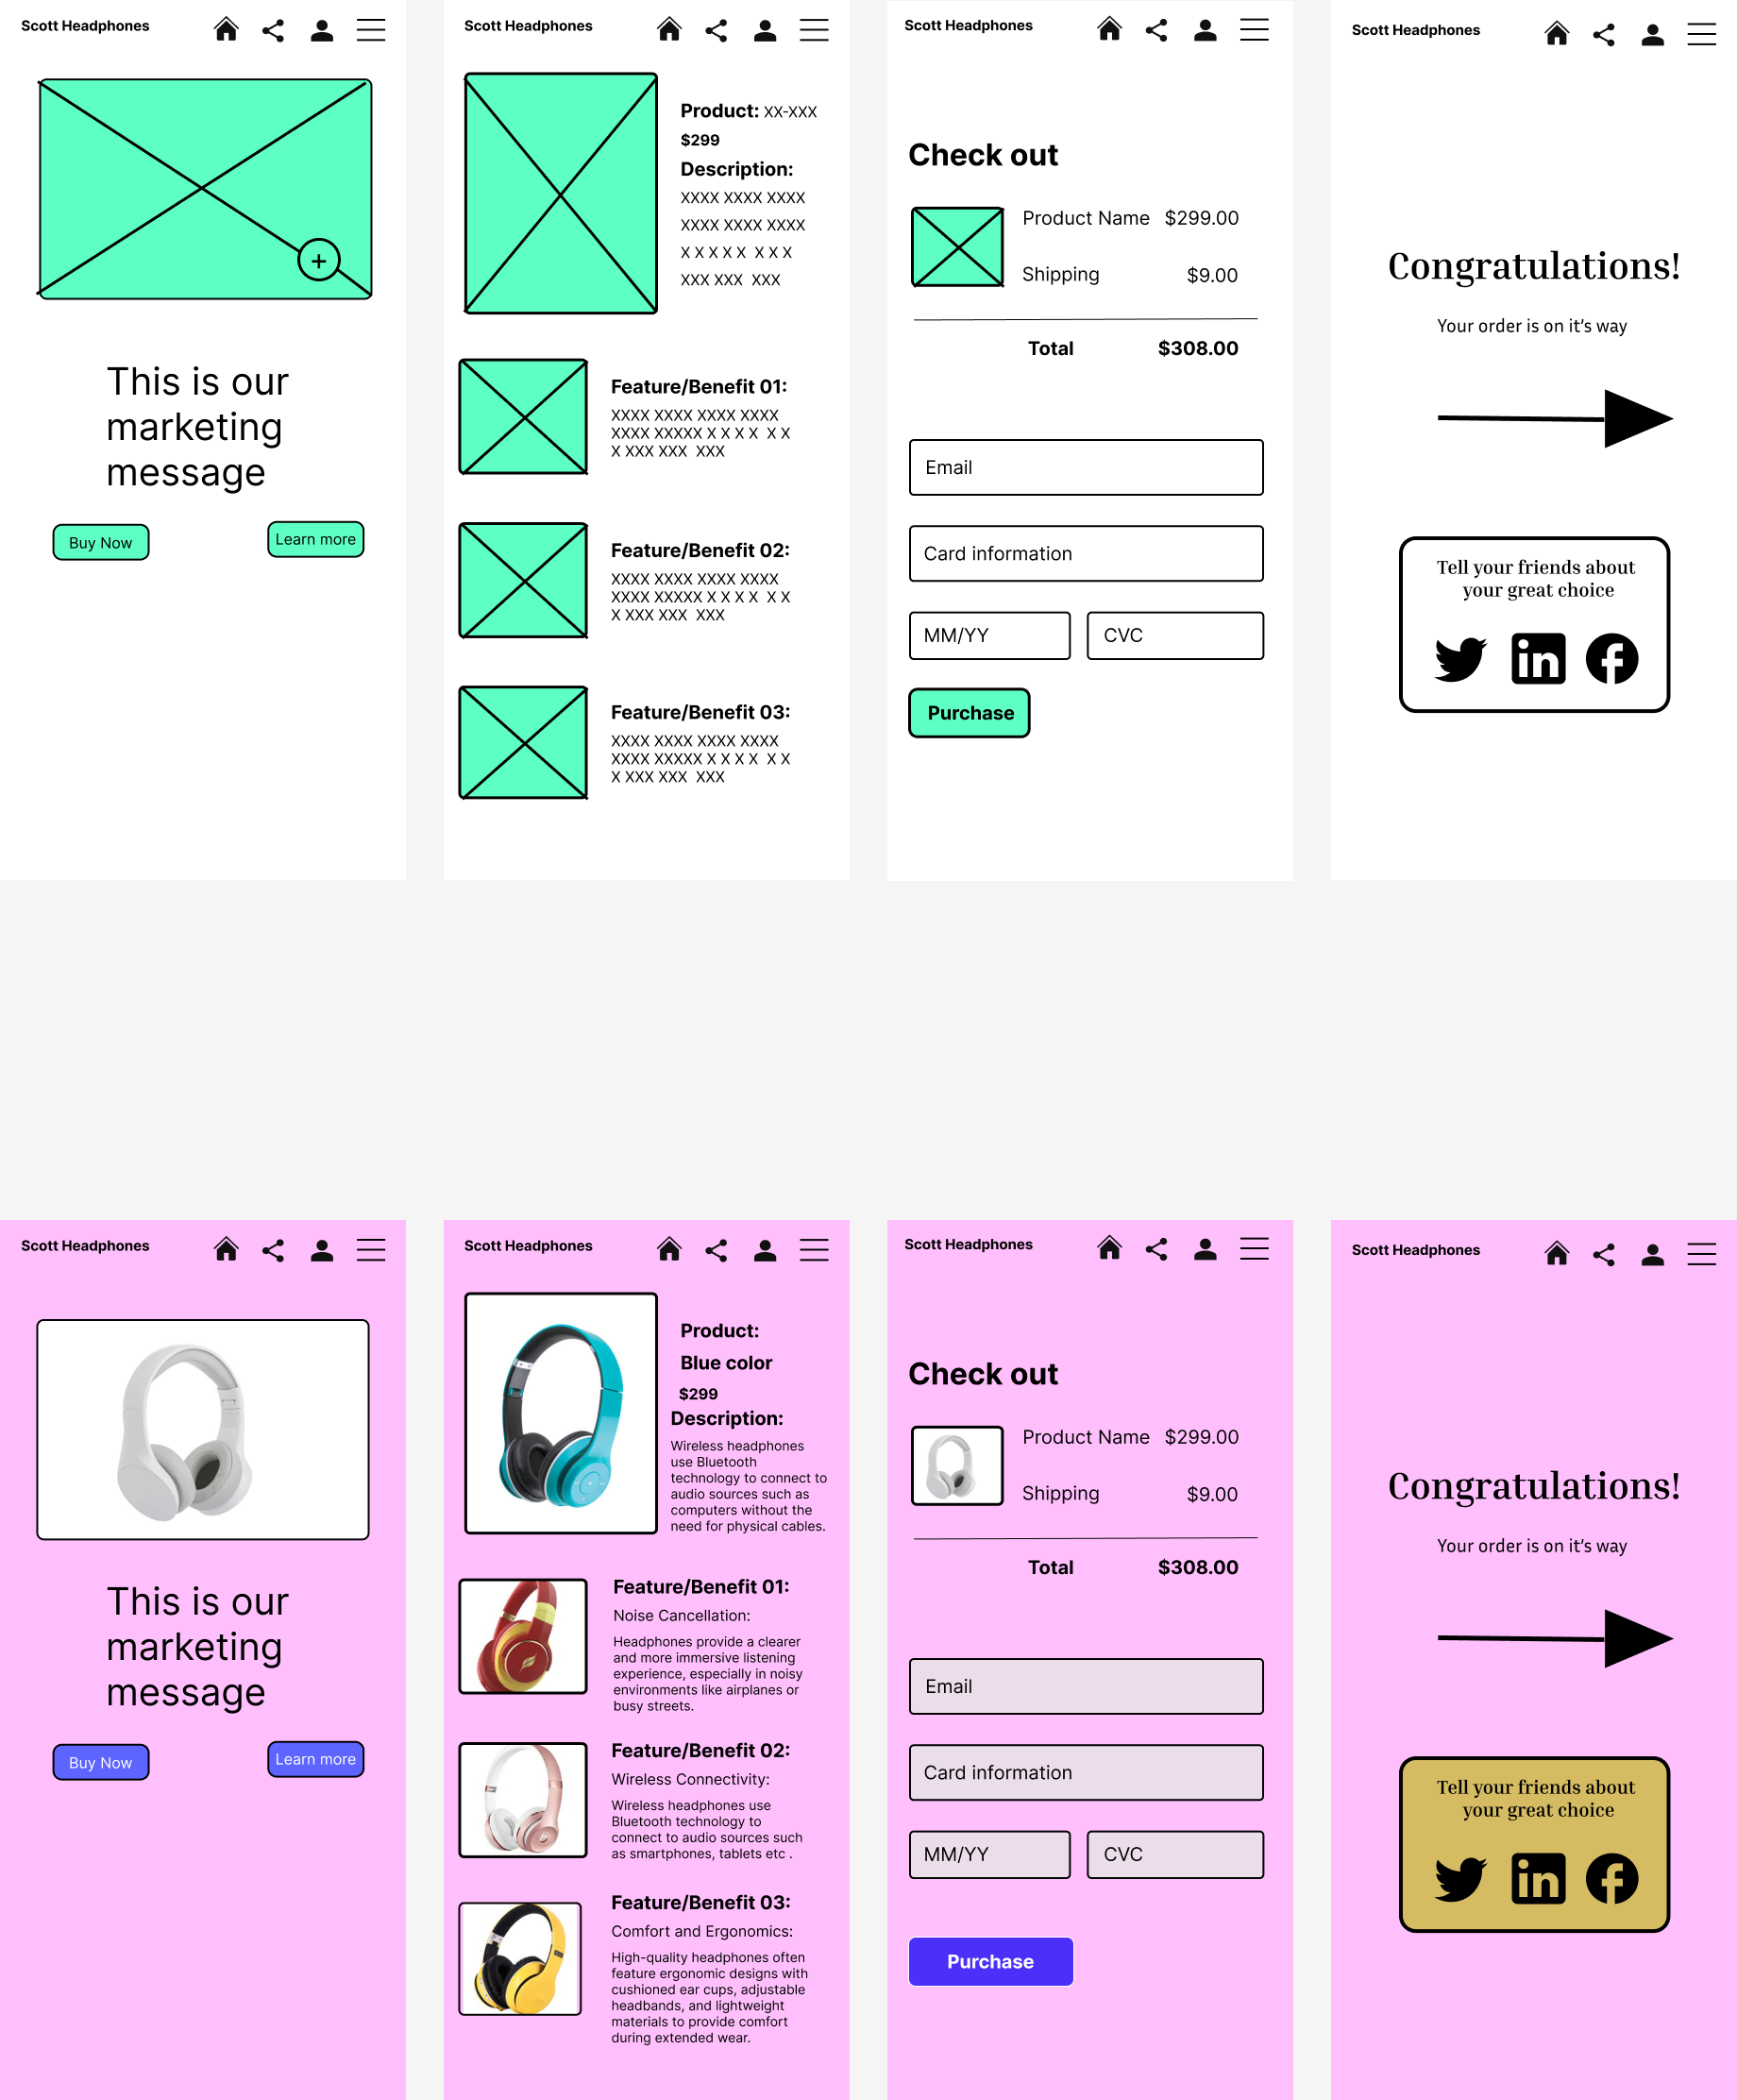 Scott Headphones
+
This is our
marketing
message
Buy Now
Learn more
Scott Headphones
Product: XX-XXX
$299
Description:
XXXX XXXX XXXX
XXXX XXXX XXXX
X X X X X  X X X
XXX XXX  XXX
Feature/Benefit 01:
XXXX XXXX XXXX XXXX
XXXX XXXXX X X X X  X X
X XXX XXX  XXX
Feature/Benefit 02:
XXXX XXXX XXXX XXXX
XXXX XXXXX X X X X  X X
X XXX XXX  XXX
Feature/Benefit 03:
XXXX XXXX XXXX XXXX
XXXX XXXXX X X X X  X X
X XXX XXX  XXX
Scott Headphones
Check out
Product Name $299.00
Shipping $9.00
Total $308.00
Email
Card information
MM/YY CVC
Purchase
Scott Headphones
Congratulations!
Your order is on it’s way
Tell your friends about
your great choice
in f
Scott Headphones
This is our
marketing
message
Buy Now
Learn more
Scott Headphones
Product:
Blue color
$299
Description:
Wireless headphones
use Bluetooth
technology to connect to
audio sources such as
computers without the
need for physical cables.
Feature/Benefit 01:
Noise Cancellation:
Headphones provide a clearer
and more immersive listening
experience, especially in noisy
environments like airplanes or
busy streets.
Feature/Benefit 02:
Wireless Connectivity:
Wireless headphones use
Bluetooth technology to
connect to audio sources such
as smartphones, tablets etc .
Feature/Benefit 03:
Comfort and Ergonomics:
High-quality headphones often
feature ergonomic designs with
cushioned ear cups, adjustable
headbands, and lightweight
materials to provide comfort
during extended wear.
Scott Headphones
Check out
Product Name $299.00
Shipping $9.00
Total $308.00
Email
Card information
MM/YY CVC
Purchase
Scott Headphones
Congratulations!
Your order is on it’s way
Tell your friends about
your great choice
in f